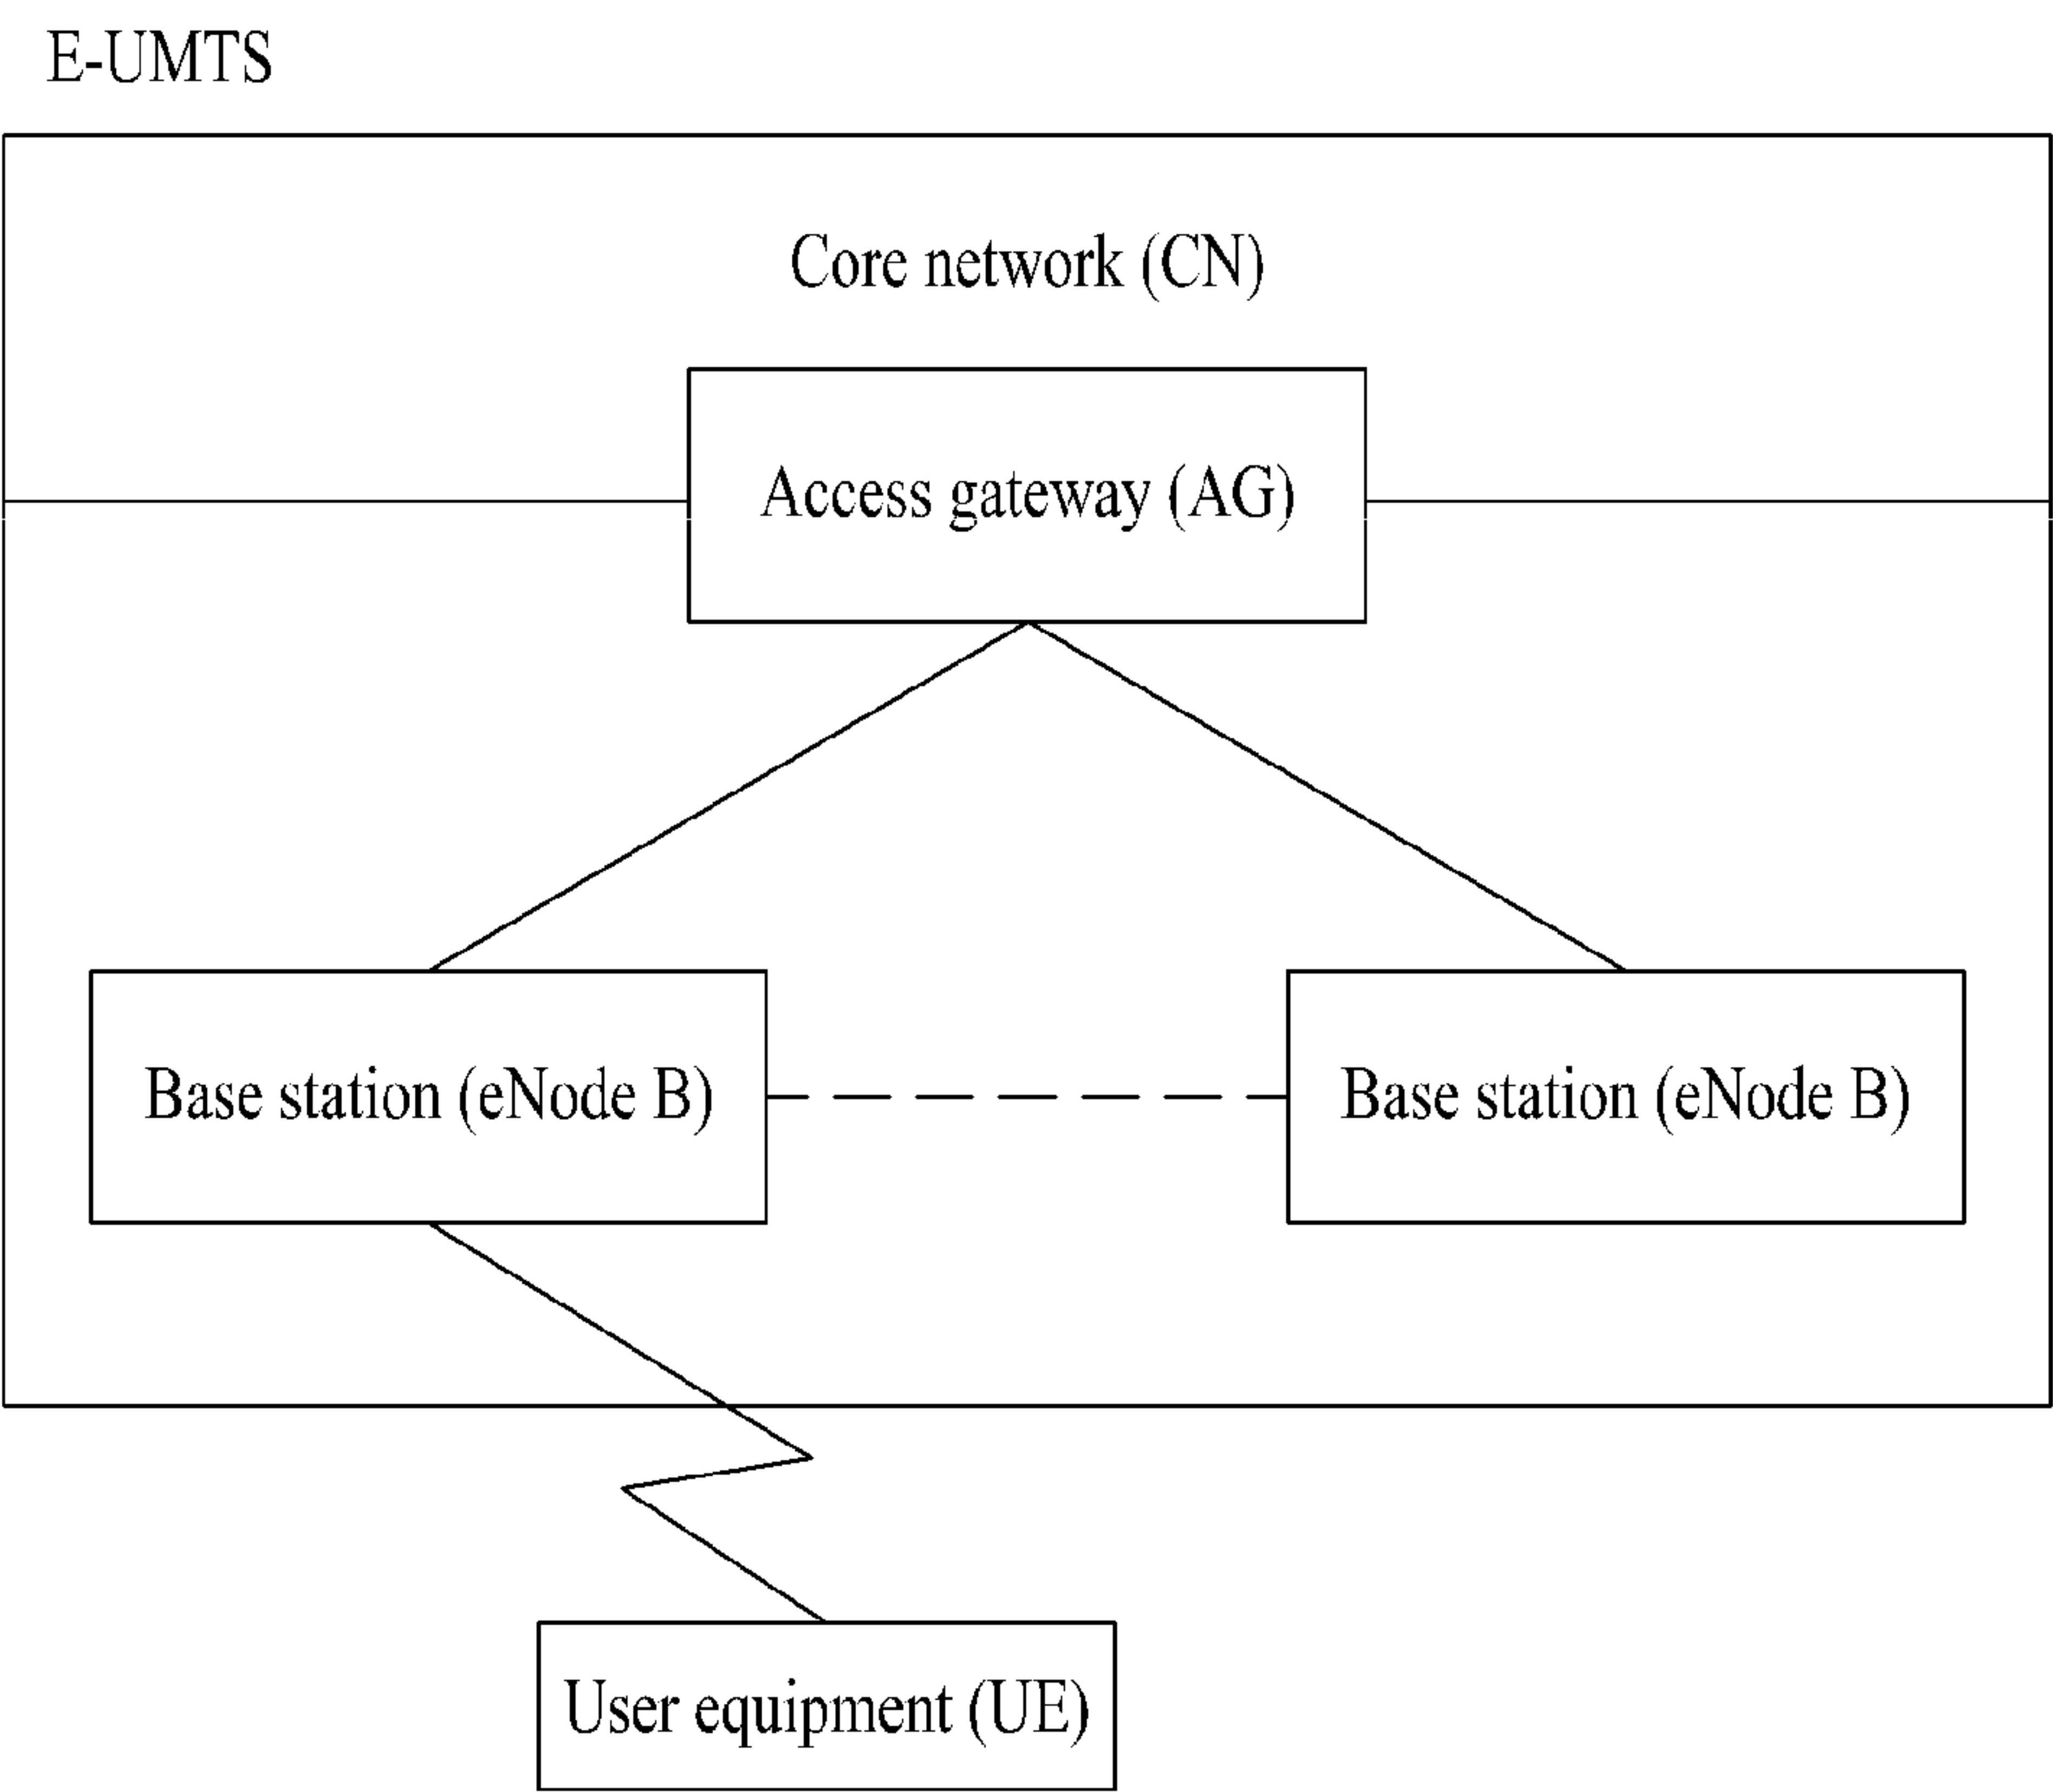 E-UMTS
Core network (CN)
Access gateway (AG)
Base station (eNode B)
Base station (eNode B)
User equipment (UE)